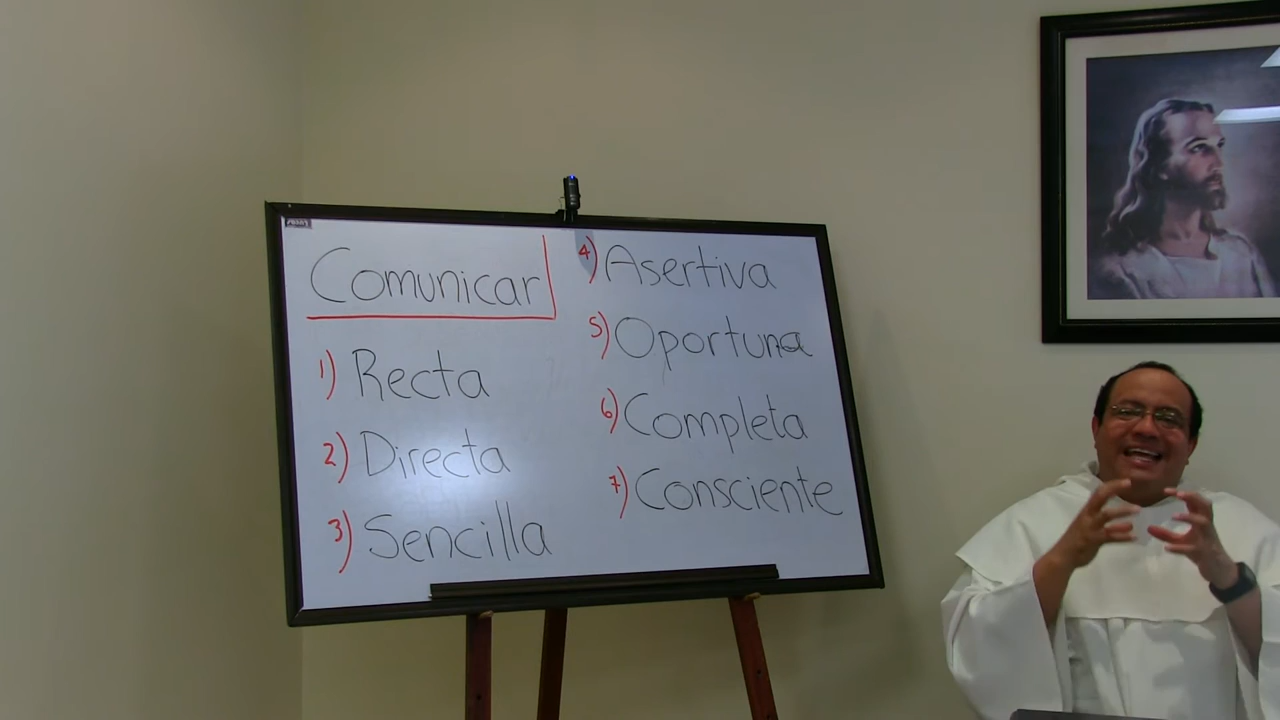 Comunicar
1) Recta
2) Directa
3) Sencilla
4) Asertiva
5) Oportuna
6) Completa
7) Consciente